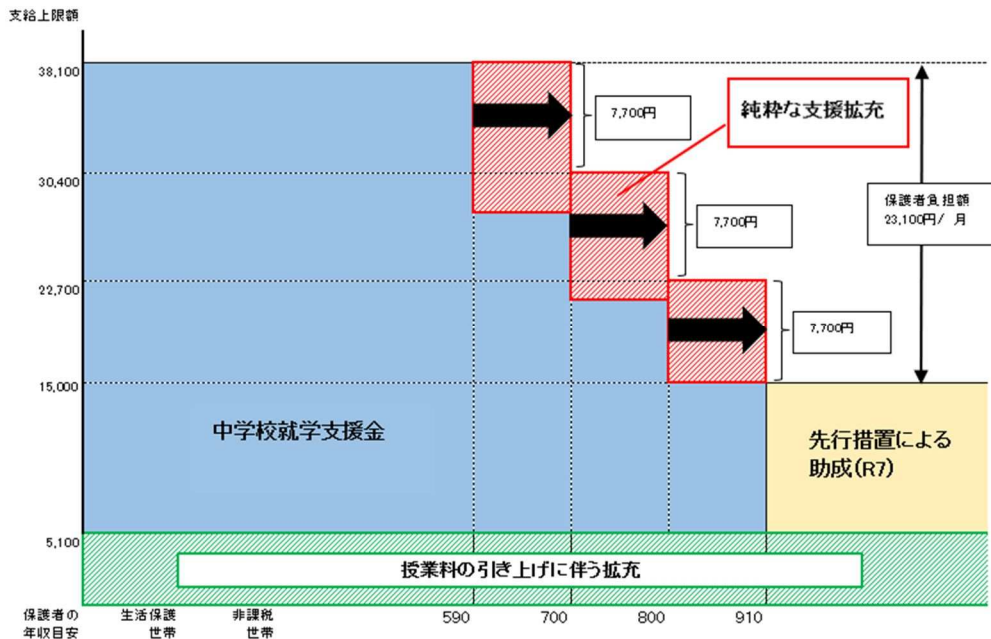 支給上限額
38,100
7,700円
純粋な支援拡充
30,400
保護者負担額
23,100円/ 月
7,700円
22,700
7,700円
15,000
中学校就学支援金
先行措置による
助成(R7)
5,100
授業料の引き上げに伴う拡充
保護者の
年収目安
生活保護
世帯
非課税
世帯
590
700
800
910